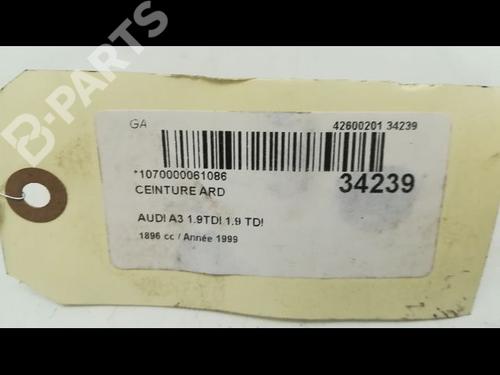 B-PARTS
GA 42600201 34239
*1070000061086
CEINTURE ARD
34239
AUDI A3 1.9TDI 1.9 TDI
1896 cc / Année 1999